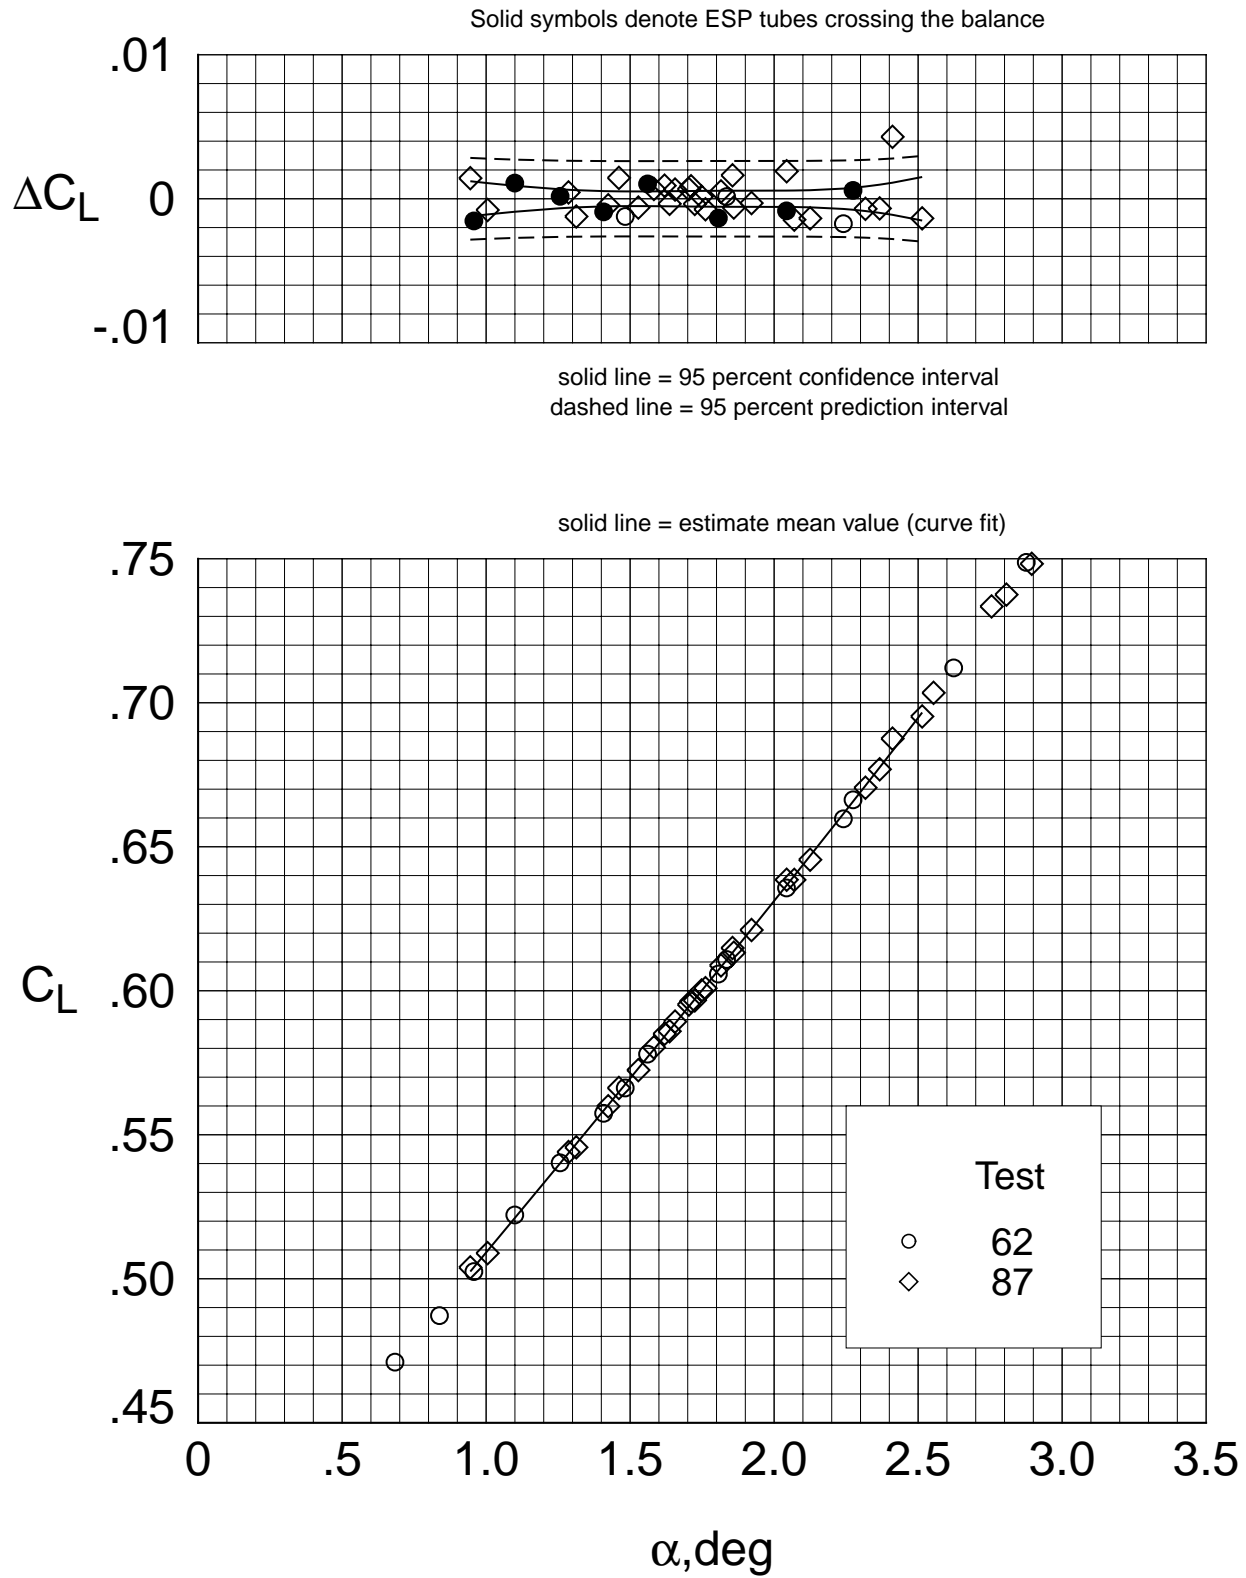 Solid symbols denote ESP tubes crossing the balance
.01
ΔC_L
0
-.01
solid line = 95 percent confidence interval
dashed line = 95 percent prediction interval
solid line = estimate mean value (curve fit)
.75
.70
.65
C_L
.60
.55
.50
.45
Test
62
87
0 .5 1.0 1.5 2.0 2.5 3.0 3.5
α,deg